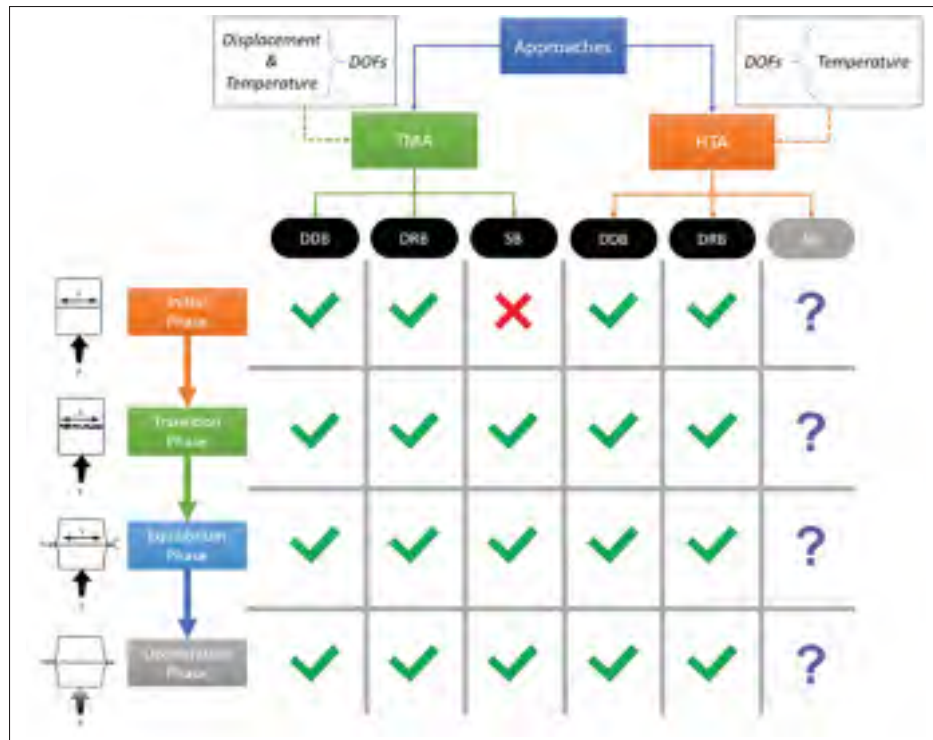 Displacement
&
Temperature
DOFs
Approaches
DOFs
Temperature
TMA
HTA
DDB
DRB
SB
DDB
DRB
Initial
Phase
?
Transition
Phase
?
Equilibrium
Phase
?
Phase
?